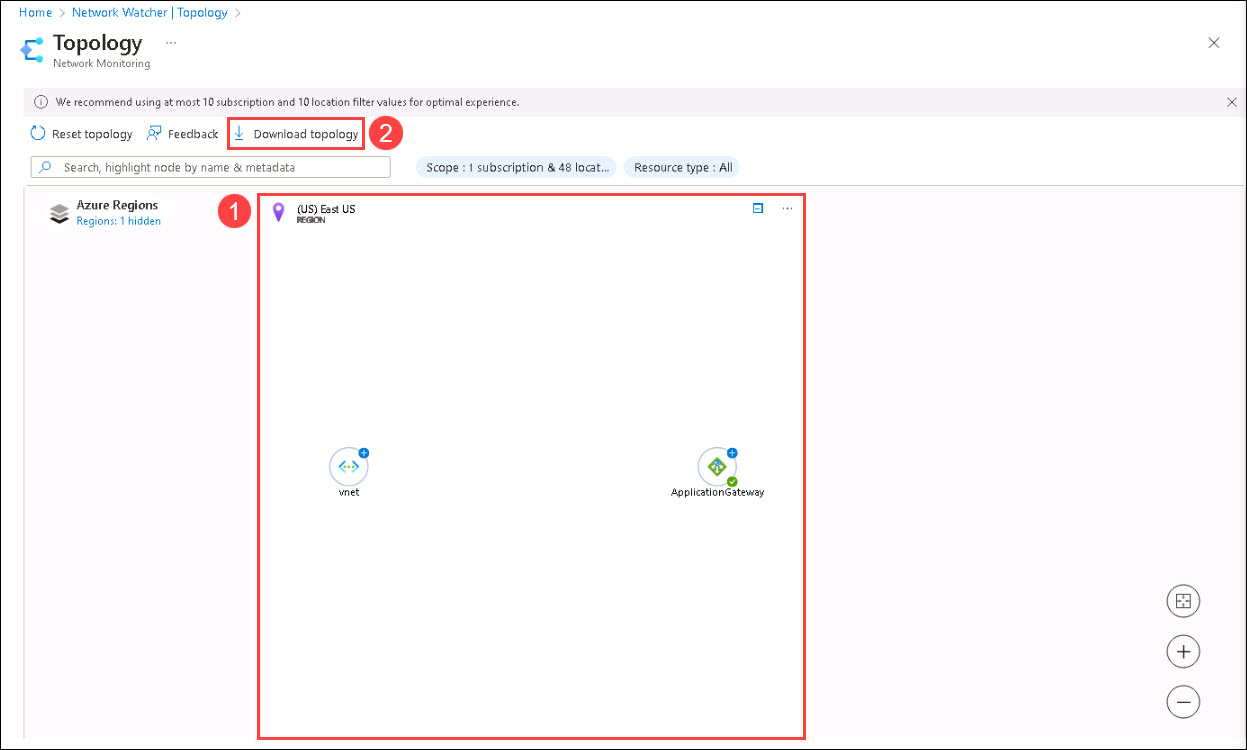 Home > Network Watcher | Topology >
Topology ...
Network Monitoring
We recommend using at most 10 subscription and 10 location filter values for optimal experience.
Reset topology Feedback Download topology 2
Search, highlight node by name & metadata Scope : 1 subscription & 48 locat... Resource type : All
Azure Regions
Regions: 1 hidden
1
(US) East US ...
REGION
vnet ApplicationGateway